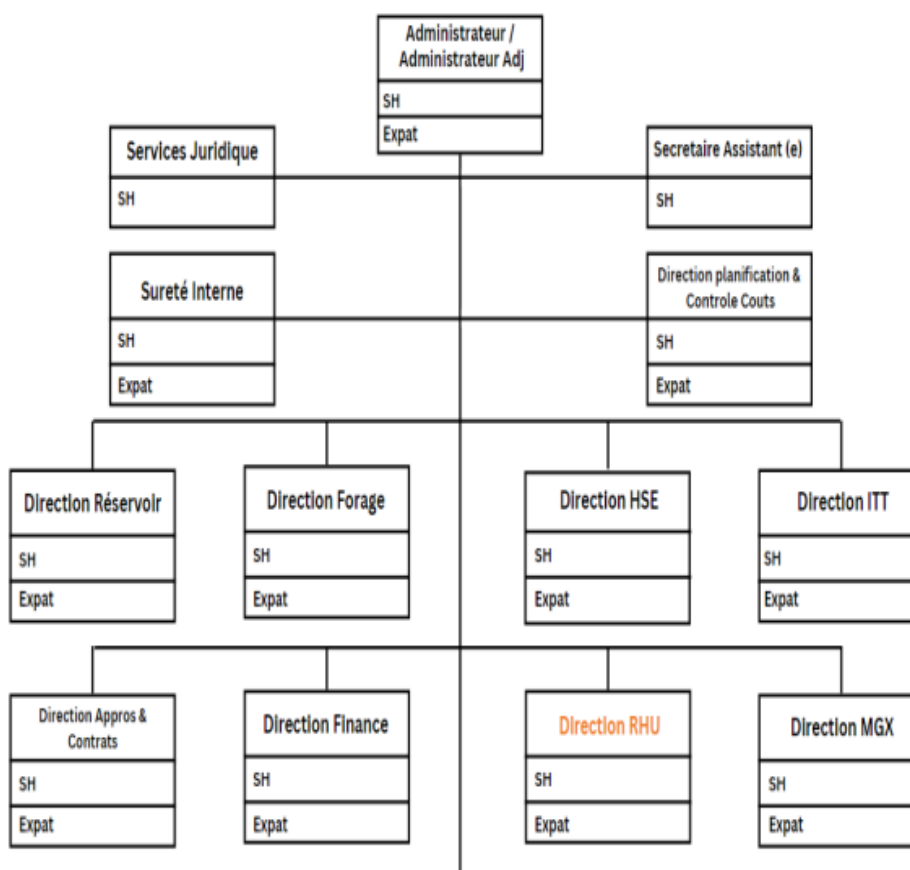 Administrateur /
Administrateur Adj
SH
Expat
Services Juridique
SH
Secretaire Assistant (e)
SH
Sureté Interne
SH
Expat
Direction planification &
Controle Couts
SH
Expat
Direction Réservoir
SH
Expat
Direction Forage
SH
Expat
Direction HSE
SH
Expat
Direction ITT
SH
Expat
Direction Appros &
Contrats
SH
Expat
Direction Finance
SH
Expat
Direction RHU
SH
Expat
Direction MGX
SH
Expat